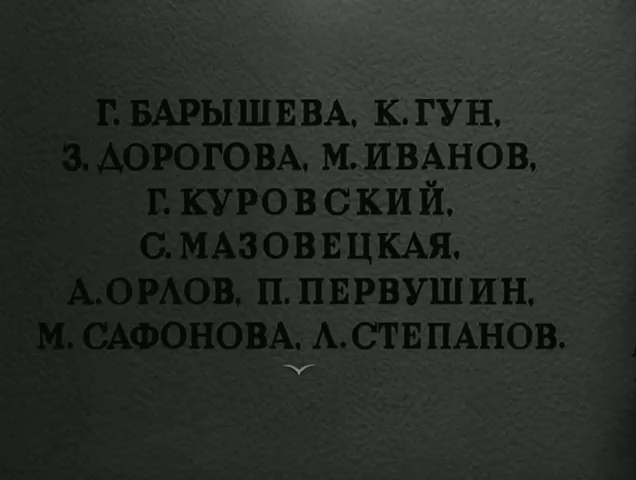 Г. БАРЫШЕВА, К. ГУН,
З. ДОРОГОВА, М. ИВАНОВ,
Г. КУРОВСКИЙ,
С. МАЗОВЕЦКАЯ,
А. ОРЛОВ, П. ПЕРВУШИН,
М. САФОНОВА, Л. СТЕПАНОВ.